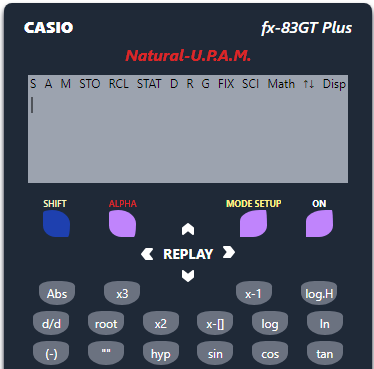 CASIO fx-83GT Plus
Natural-U.P.A.M.
S A M STO RCL STAT D R G FIX SCI Math ↑↓ Disp
SHIFT ALPHA MODE SETUP ON
REPLAY
Abs x3 x-1 log.H
d/d root x2 x-[] log ln
(-) "" hyp sin cos tan